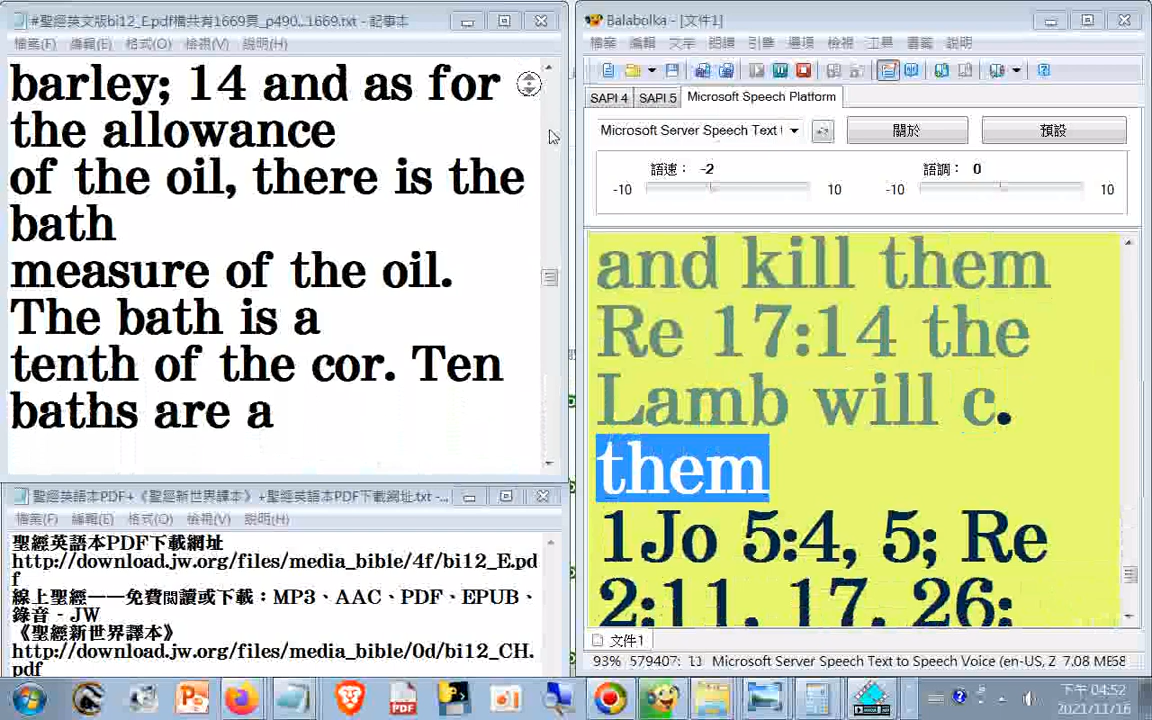 #聖經英文版bi12_E.pdf檔共有1669頁_p490...1669.txt - 記事本
檔案(F) 編輯(E) 格式(O) 檢視(V) 說明(H)
barley; 14 and as for
the allowance
of the oil, there is the
bath
measure of the oil.
The bath is a
tenth of the cor. Ten
baths are a
聖經英語本PDF+《聖經新世界譯本》+聖經英語本PDF下載網址.txt - ...
檔案(F) 編輯(E) 格式(O) 檢視(V) 說明(H)
聖經英語本PDF下載網址
http://download.jw.org/files/media_bible/4f/bi12_E.pd
f
線上聖經——免費閱讀或下載：MP3、AAC、PDF、EPUB、
錄音 - JW
《聖經新世界譯本》
http://download.jw.org/files/media_bible/0d/bi12_CH.
pdf
Balabolka - [文件1]
檔案 編輯 文字 朗讀 引擎 選項 檢視 工具 書籤 說明
SAPI 4 SAPI 5 Microsoft Speech Platform
Microsoft Server Speech Text t
關於 預設
語速： -2 語調： 0
-10 10 -10 10
and kill them
Re 17:14 the
Lamb will c.
them
1Jo 5:4, 5; Re
2:11, 17, 26;
文件1
93% Microsoft Server Speech Text to Speech Voice (en-US, Z
PDF
下午 04:52
2021/11/16